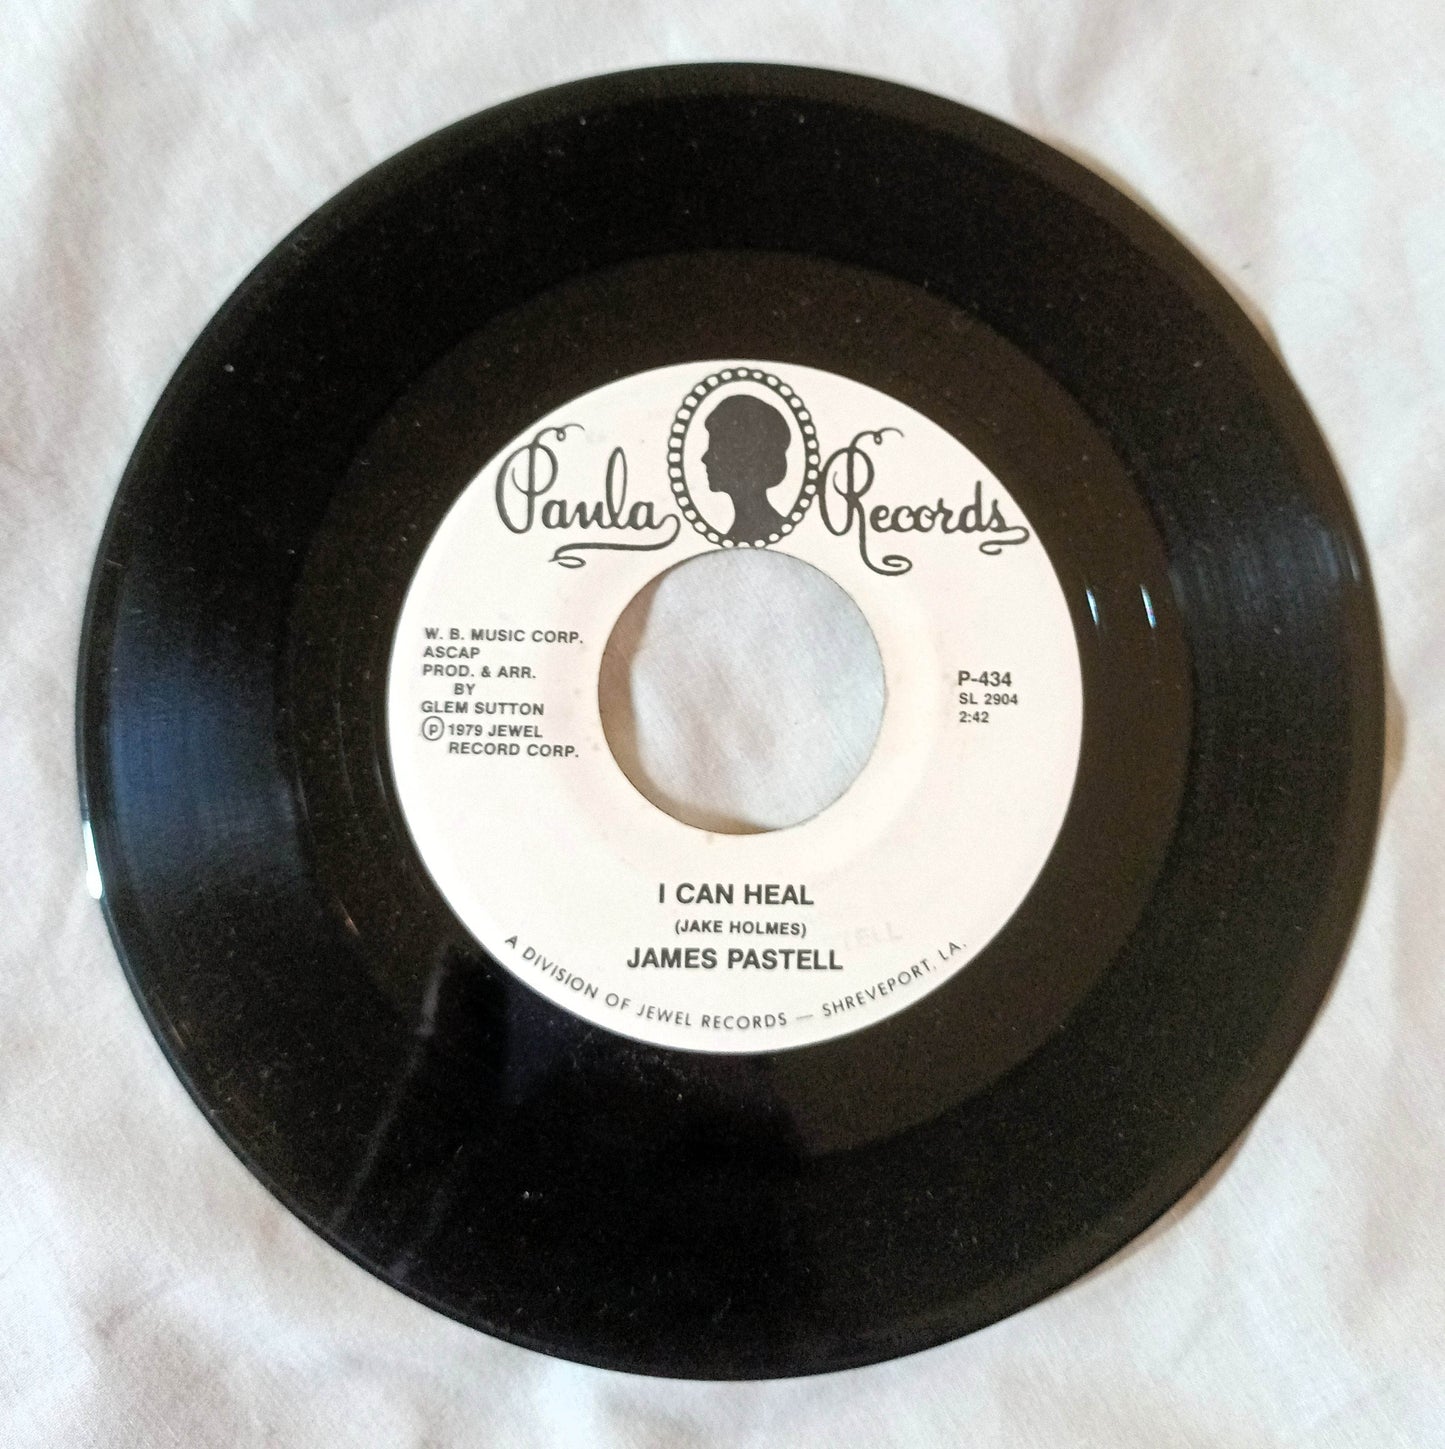 Paula Records
W. B. MUSIC CORP.
ASCAP
PROD. & ARR.
BY
GLEM SUTTON
Ⓟ 1979 JEWEL
RECORD CORP.
P-434
SL 2904
2:42
I CAN HEAL
(JAKE HOLMES)
JAMES PASTELL
A DIVISION OF JEWEL RECORDS — SHREVEPORT, LA.